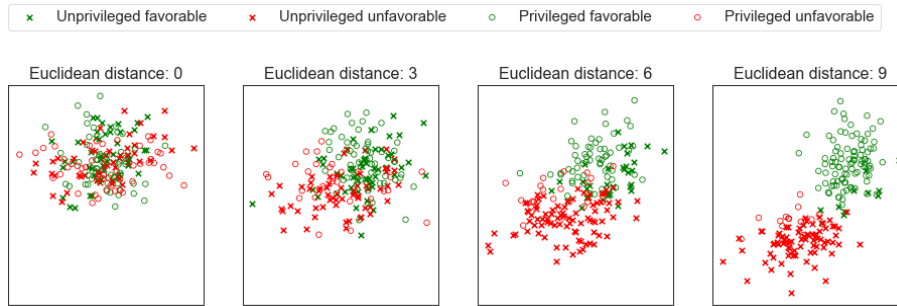 Unprivileged favorable Unprivileged unfavorable Privileged favorable Privileged unfavorable
Euclidean distance: 0 Euclidean distance: 3 Euclidean distance: 6 Euclidean distance: 9